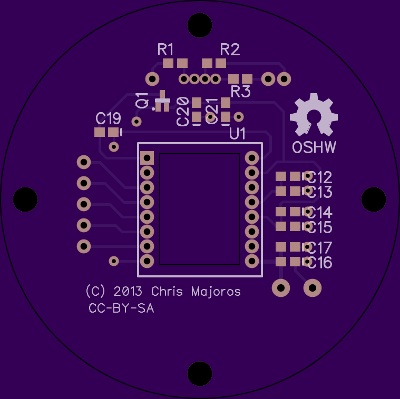 R1 R2
R3
Q1
C20
C21
C19
U1
OSHW
C12
C13
C14
C15
C17
C16
(C) 2013 Chris Majoros
CC-BY-SA